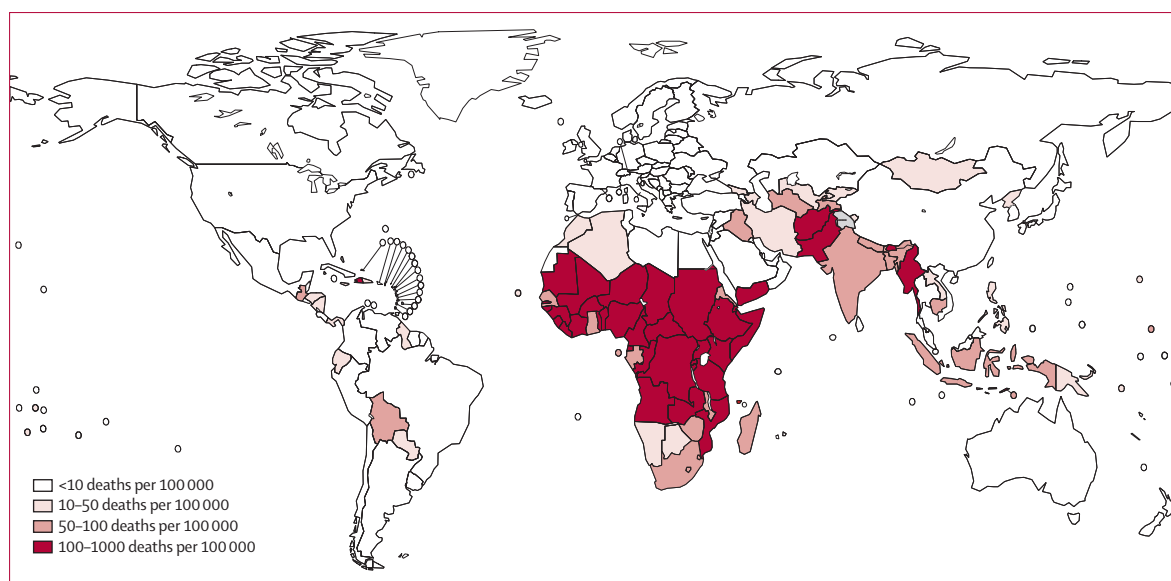 <10 deaths per 100 000
10–50 deaths per 100 000
50–100 deaths per 100 000
100–1000 deaths per 100 000